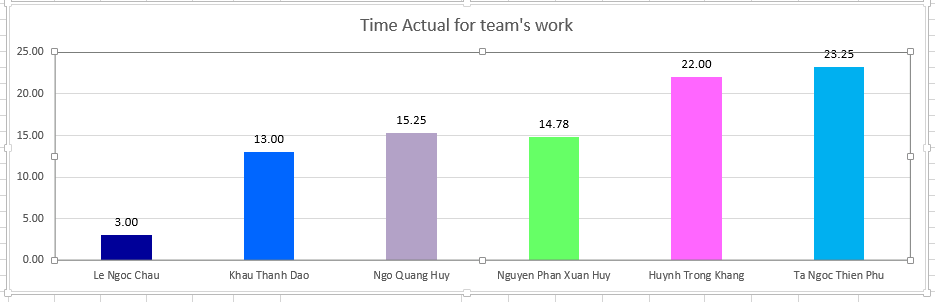 Time Actual for team's work
25.00
20.00
15.00
10.00
5.00
0.00
3.00
13.00
15.25
14.78
22.00
23.25
Le Ngoc Chau
Khau Thanh Dao
Ngo Quang Huy
Nguyen Phan Xuan Huy
Huynh Trong Khang
Ta Ngoc Thien Phu